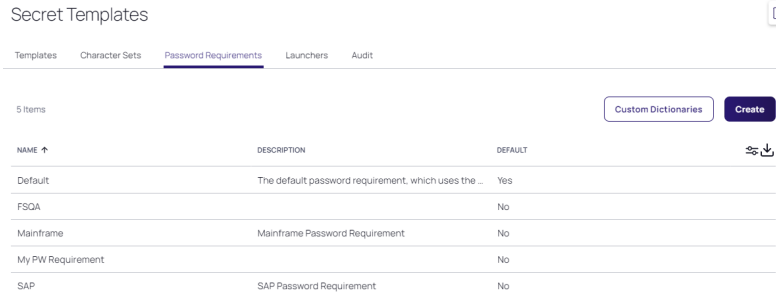 Secret Templates
Templates Character Sets Password Requirements Launchers Audit
5 Items Custom Dictionaries Create
NAME ↑ DESCRIPTION DEFAULT
Default The default password requirement, which uses the ... Yes
FSQA No
Mainframe Mainframe Password Requirement No
My PW Requirement No
SAP SAP Password Requirement No